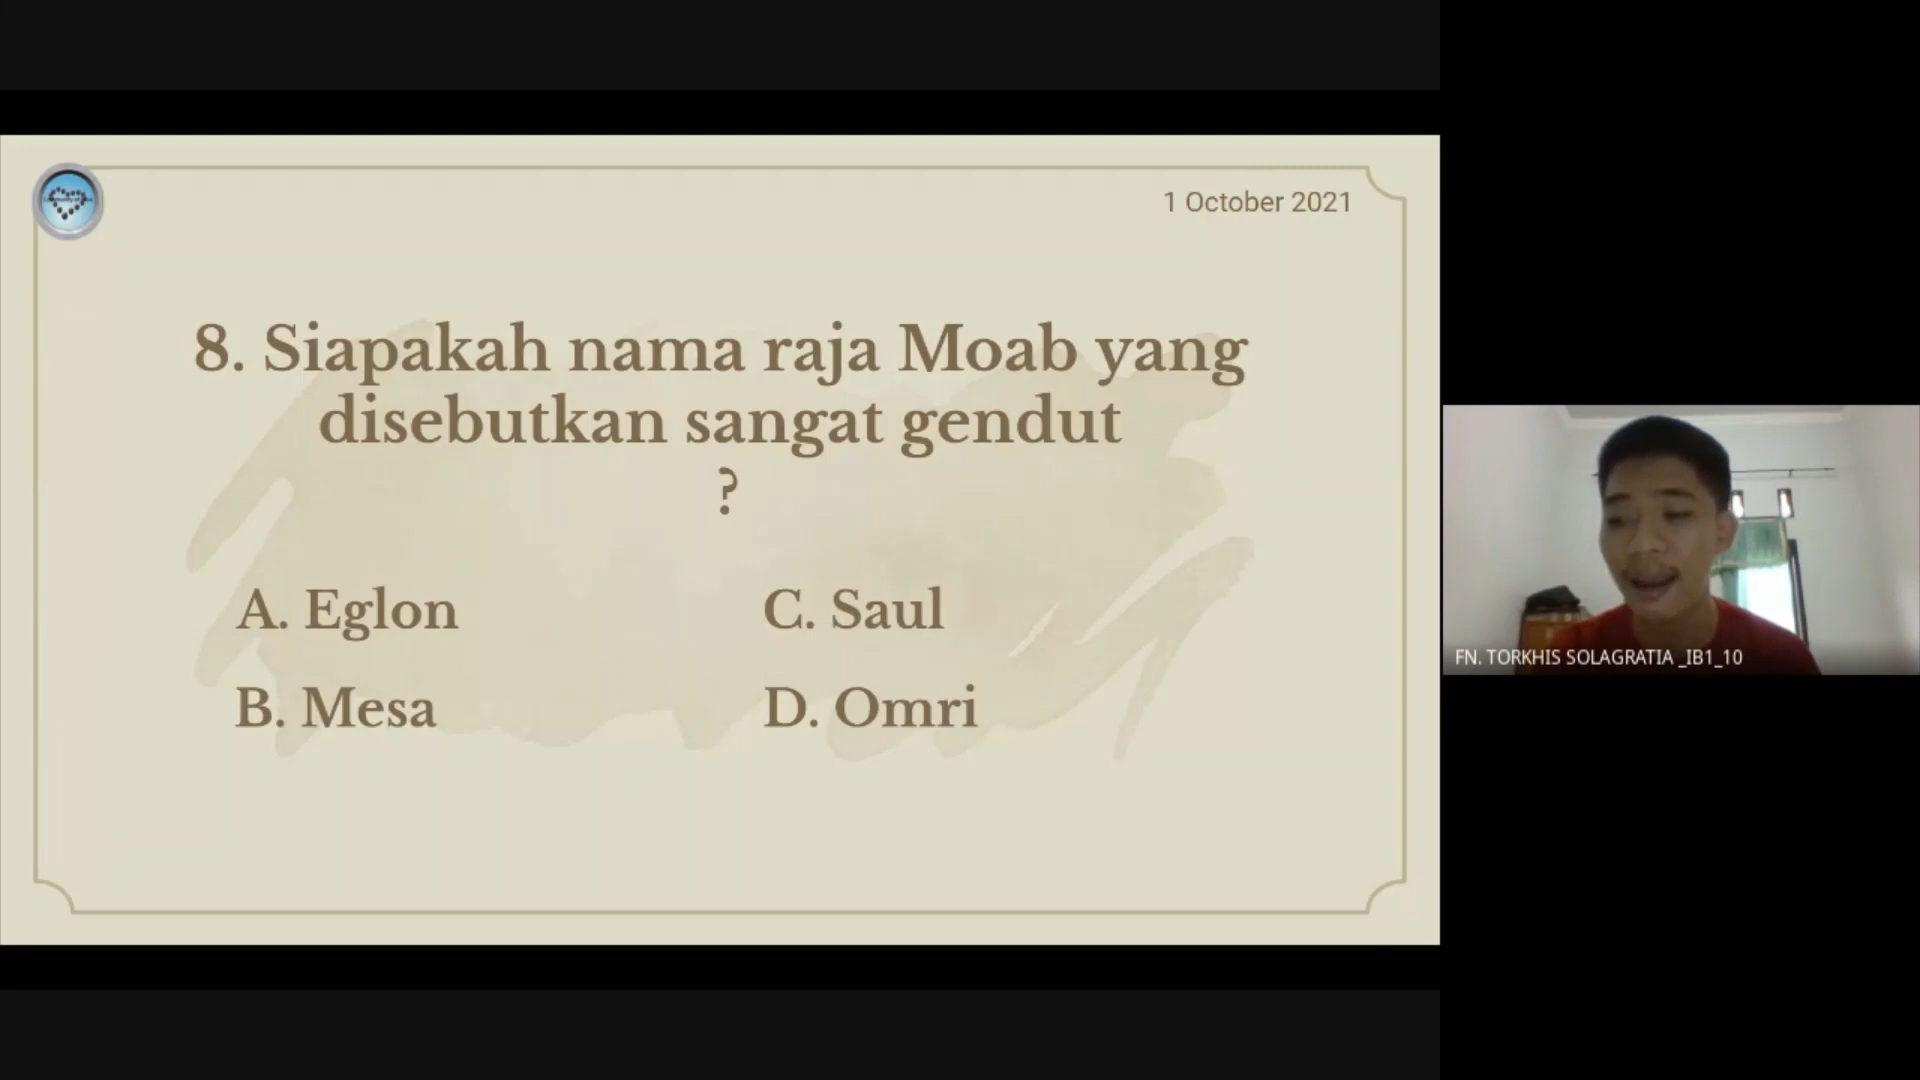 1 October 2021
8. Siapakah nama raja Moab yang
disebutkan sangat gendut
?
A. Eglon
C. Saul
B. Mesa
D. Omri
FN. TORKHIS SOLAGRATIA _IB1_10